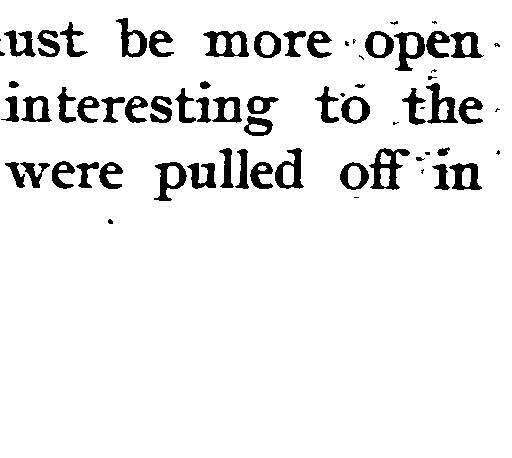 ust be more open
interesting to the
were pulled off in